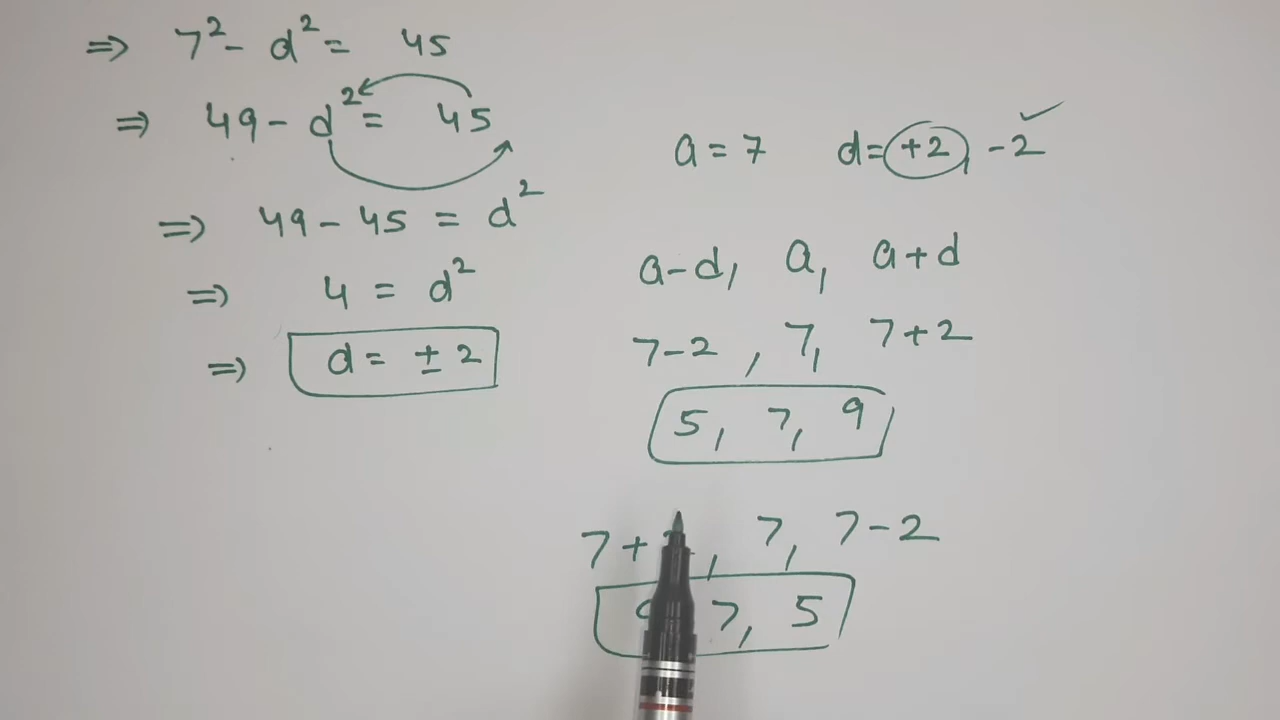 ⇒ 7² - d² = 45
⇒ 49 - d² = 45
⇒ 49 - 45 = d²
⇒ 4 = d²
⇒ d = ± 2
a = 7 d = +2, -2 ✓
a-d, a, a+d
7-2, 7, 7+2
5, 7, 9
7+ , 7, 7-2
7, 5